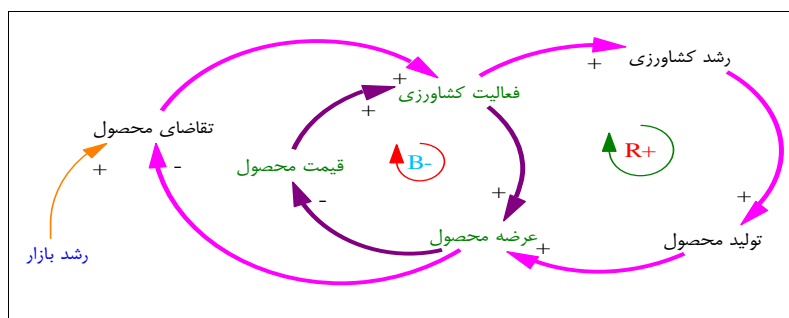 رشد کشاورزی
+
+
فعالیت کشاورزی
+
تقاضای محصول
+
قیمت محصول
-
B-
R+
+
-
+
+
تولید محصول
عرضه محصول
+
رشد بازار